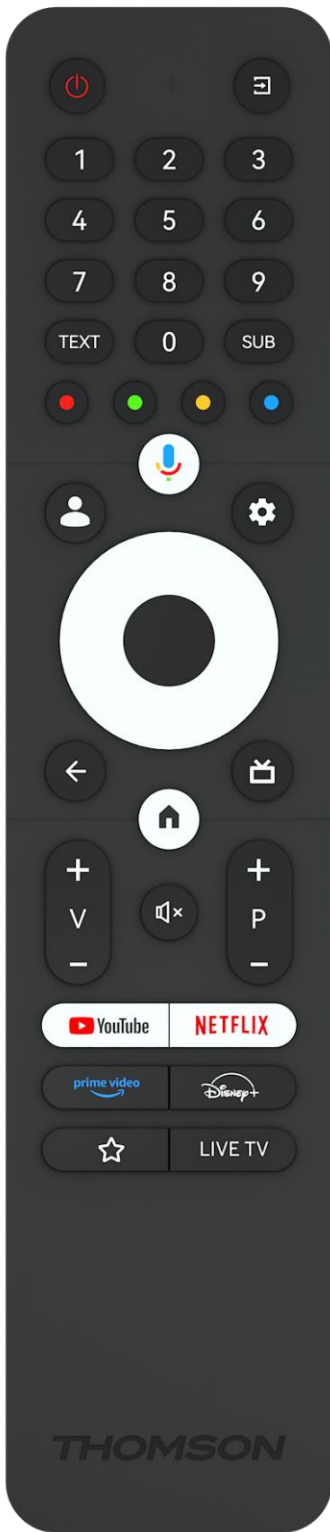 1 2 3
4 5 6
7 8 9
TEXT 0 SUB
+ +
V P
- -
YouTube NETFLIX
prime video Disney+
LIVE TV
THOMSON